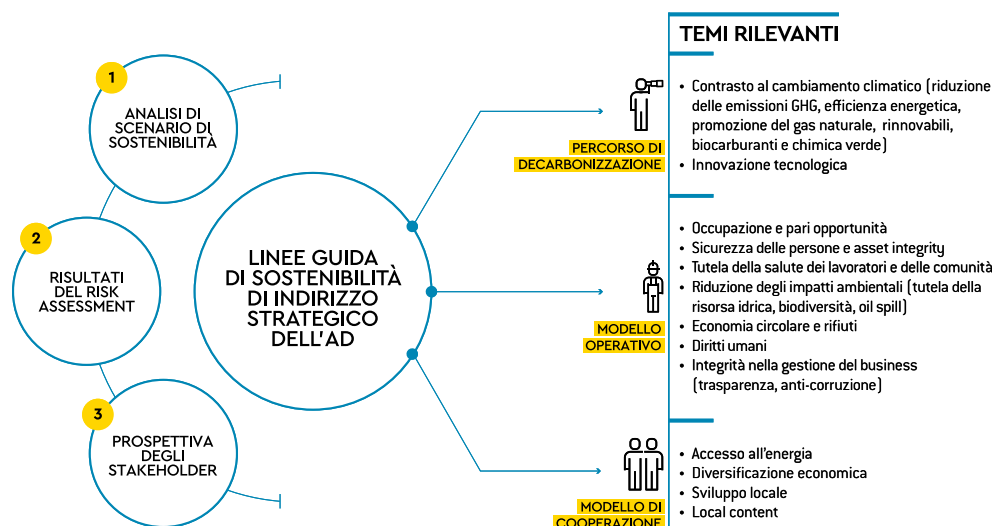 1
ANALISI DI
SCENARIO DI
SOSTENIBILITÀ
2
RISULTATI
DEL RISK
ASSESSMENT
3
PROSPETTIVA
DEGLI
STAKEHOLDER
LINEE GUIDA
DI SOSTENIBILITÀ
DI INDIRIZZO
STRATEGICO
DELL'AD
TEMI RILEVANTI
PERCORSO DI
DECARBONIZZAZIONE
• Contrasto al cambiamento climatico (riduzione
delle emissioni GHG, efficienza energetica,
promozione del gas naturale, rinnovabili,
biocarburanti e chimica verde)
• Innovazione tecnologica
MODELLO
OPERATIVO
• Occupazione e pari opportunità
• Sicurezza delle persone e asset integrity
• Tutela della salute dei lavoratori e delle comunità
• Riduzione degli impatti ambientali (tutela della
risorsa idrica, biodiversità, oil spill)
• Economia circolare e rifiuti
• Diritti umani
• Integrità nella gestione del business
(trasparenza, anti-corruzione)
MODELLO DI
COOPERAZIONE
• Accesso all'energia
• Diversificazione economica
• Sviluppo locale
• Local content